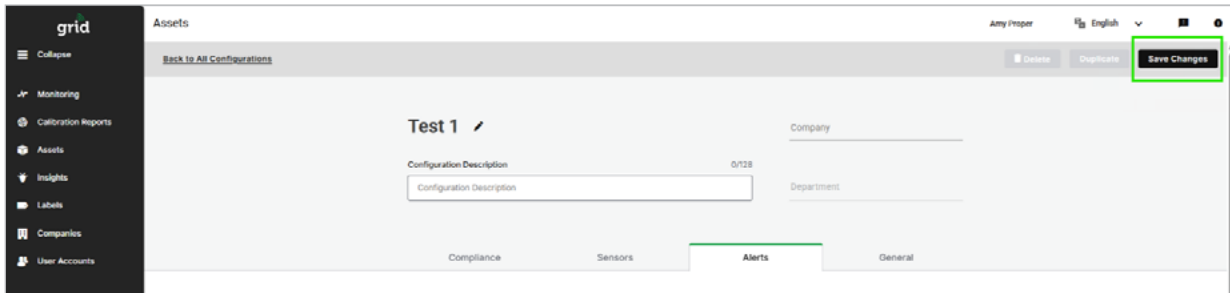 grid
Assets
Amy Proper
English
Collapse
Back to All Configurations
Delete
Duplicate
Save Changes
Monitoring
Calibration Reports
Assets
Insights
Labels
Companies
User Accounts
Test 1
Company
Configuration Description
0/128
Configuration Description
Department
Compliance
Sensors
Alerts
General